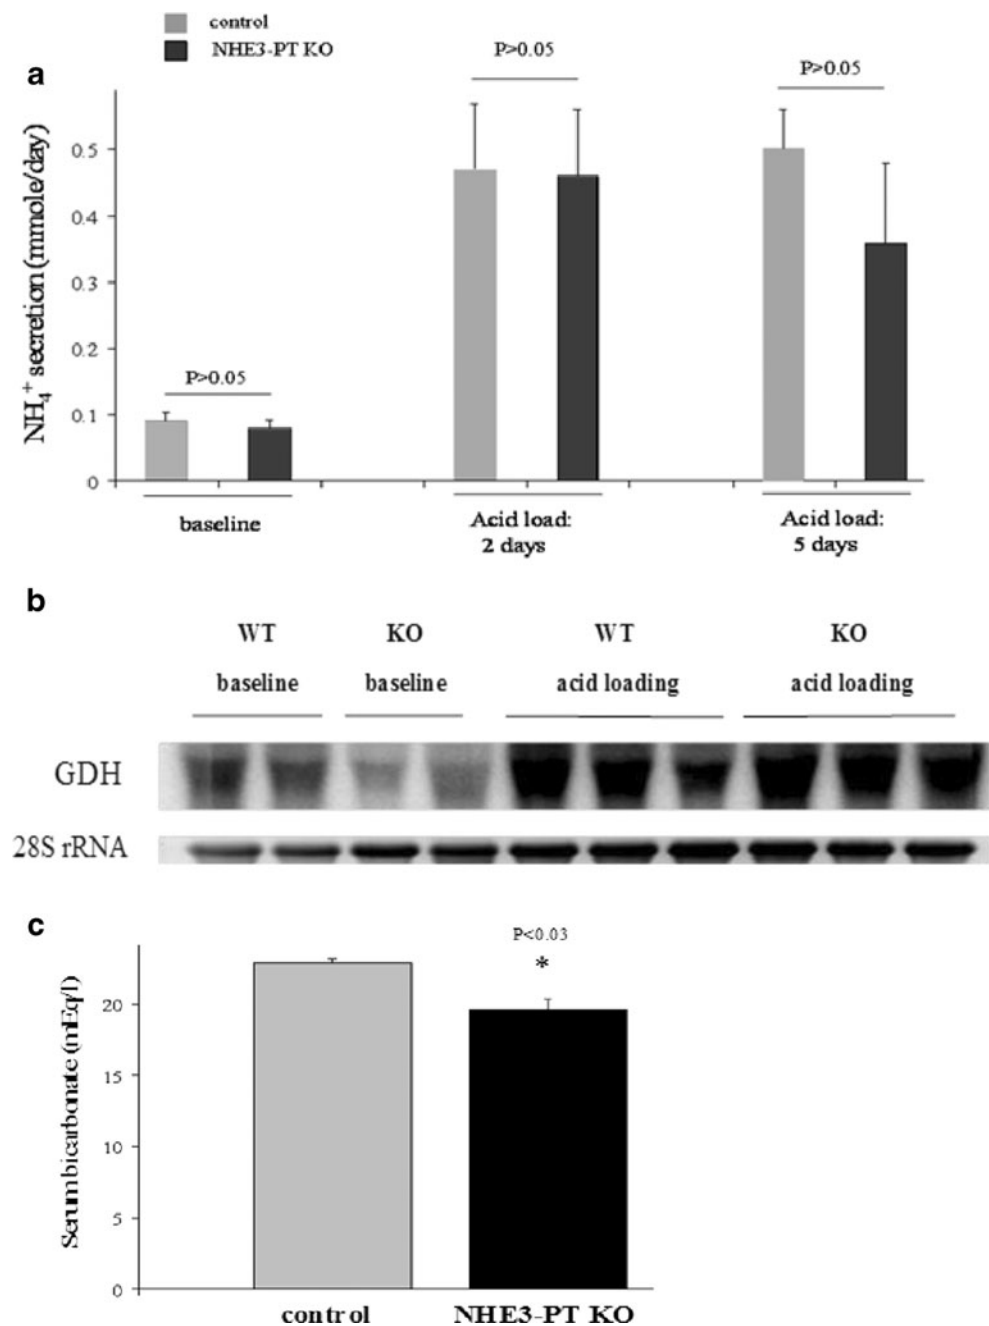 control
NHE3-PT KO
a
P>0.05
P>0.05
NH₄⁺ secretion (mmole/day)
0.5
0.4
0.3
0.2
0.1
0
P>0.05
baseline
Acid load:
2 days
Acid load:
5 days
b
WT KO WT KO
baseline baseline acid loading acid loading
GDH
28S rRNA
c
P<0.03
*
Serum bicarbonate (mEq/l)
20
15
10
5
0
control NHE3-PT KO